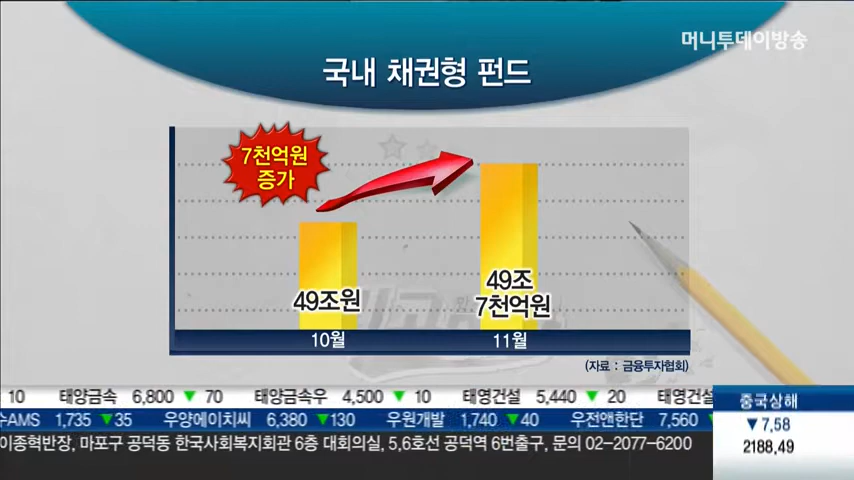 머니투데이방송
국내 채권형 펀드
7천억원
증가
49조원
49조
7천억원
10월
11월
(자료 : 금융투자협회)
10 태양금속 6,800 ▼ 70 태양금속우 4,500 ▼ 10 태영건설 5,440 ▼ 20 태영건설
수AMS 1,735 ▼35 우양에이치씨 6,380 ▼130 우원개발 1,740 ▼40 우전앤한단 7,560 ▼
이종혁반장, 마포구 공덕동 한국사회복지회관 6층 대회의실, 5,6호선 공덕역 6번출구, 문의 02-2077-6200
중국상해
▼7,58
2188,49